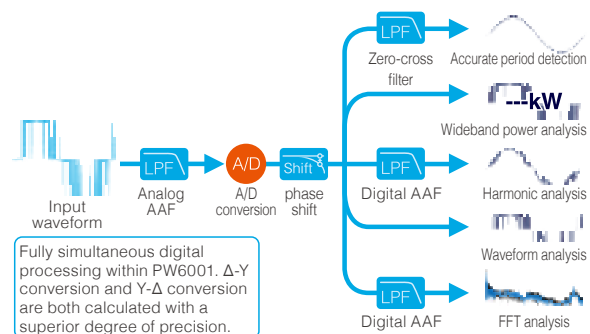 LPF
Zero-cross
filter
Accurate period detection
---kW
Wideband power analysis
Input
waveform
LPF
Analog
AAF
A/D
A/D
conversion
Shift
phase
shift
LPF
Digital AAF
Harmonic analysis
Waveform analysis
LPF
Digital AAF
FFT analysis
Fully simultaneous digital
processing within PW6001. Δ-Y
conversion and Y-Δ conversion
are both calculated with a
superior degree of precision.